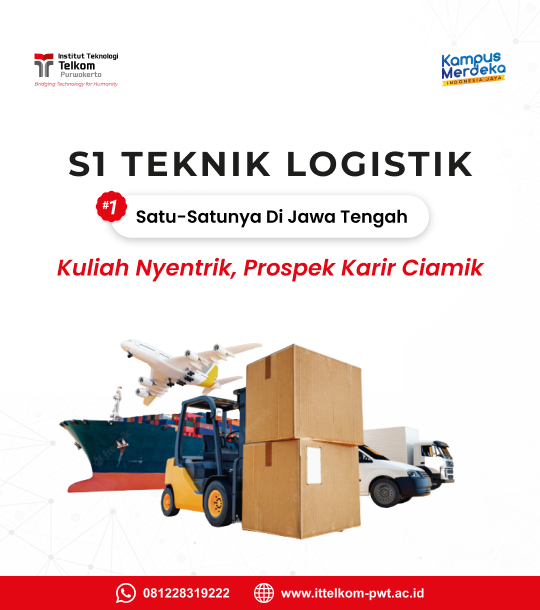 Institut Teknologi
Telkom
Purwokerto
Bridging Technology for Humanity
Kampus
Merdeka
INDONESIA JAYA
S1 TEKNIK LOGISTIK
#1
Satu-Satunya Di Jawa Tengah
Kuliah Nyentrik, Prospek Karir Ciamik
081228319222
www.ittelkom-pwt.ac.id